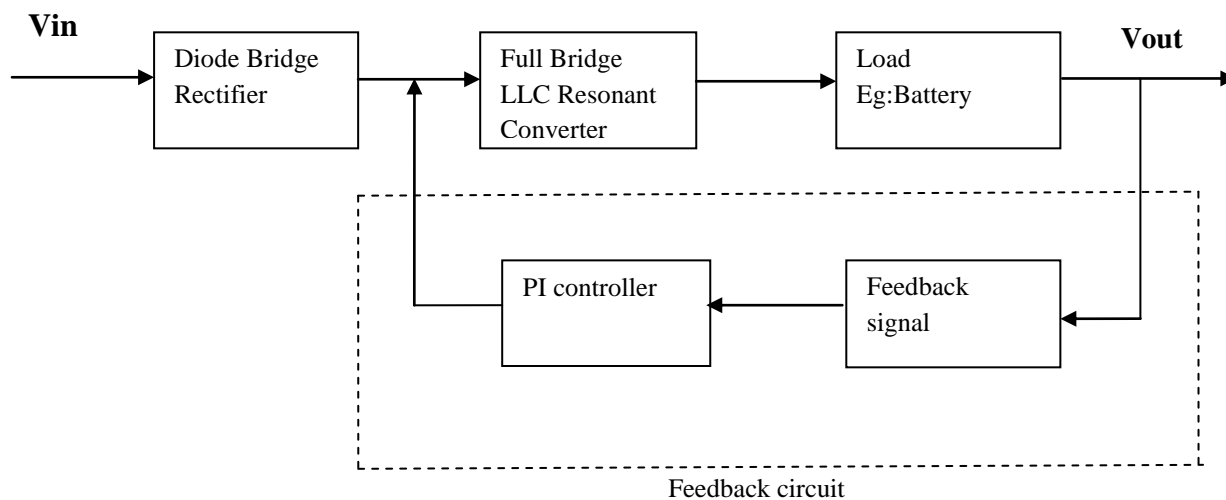 Vin
Diode Bridge
Rectifier
Full Bridge
LLC Resonant
Converter
Load
Eg:Battery
Vout
PI controller
Feedback
signal
Feedback circuit